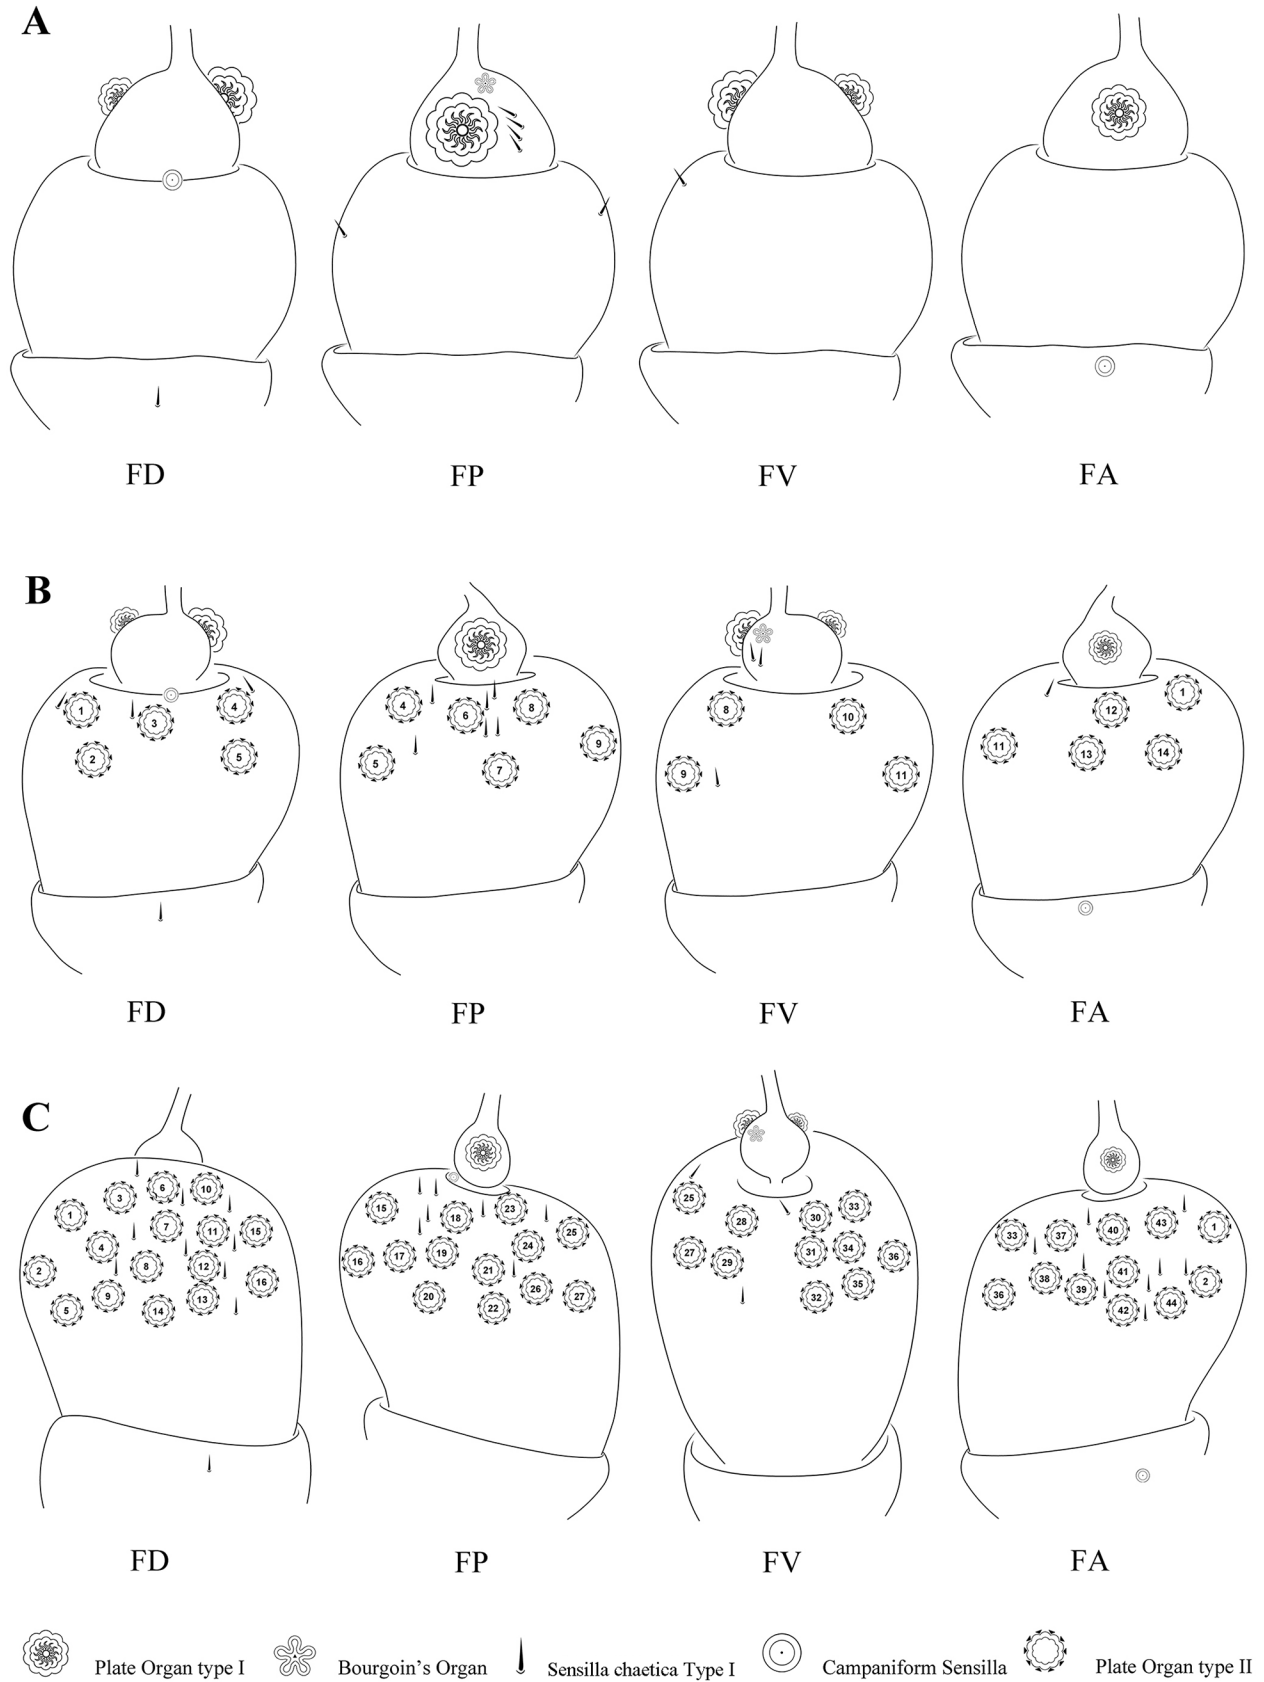 A
FD FP FV FA
B
1 2 3 4 5
4 5 6 7 8 9
8 9 10 11
11 12 13 14 1
FD FP FV FA
C
1 2 3 4 5 6 7 8 9 10 11 12 13 14 15 16
15 16 17 18 19 20 21 22 23 24 25 26 27
25 27 28 29 30 31 32 33 34 35 36
33 36 37 38 39 40 41 42 43 44 1 2
FD FP FV FA
Plate Organ type I Bourgoin’s Organ Sensilla chaetica Type I Campaniform Sensilla Plate Organ type II